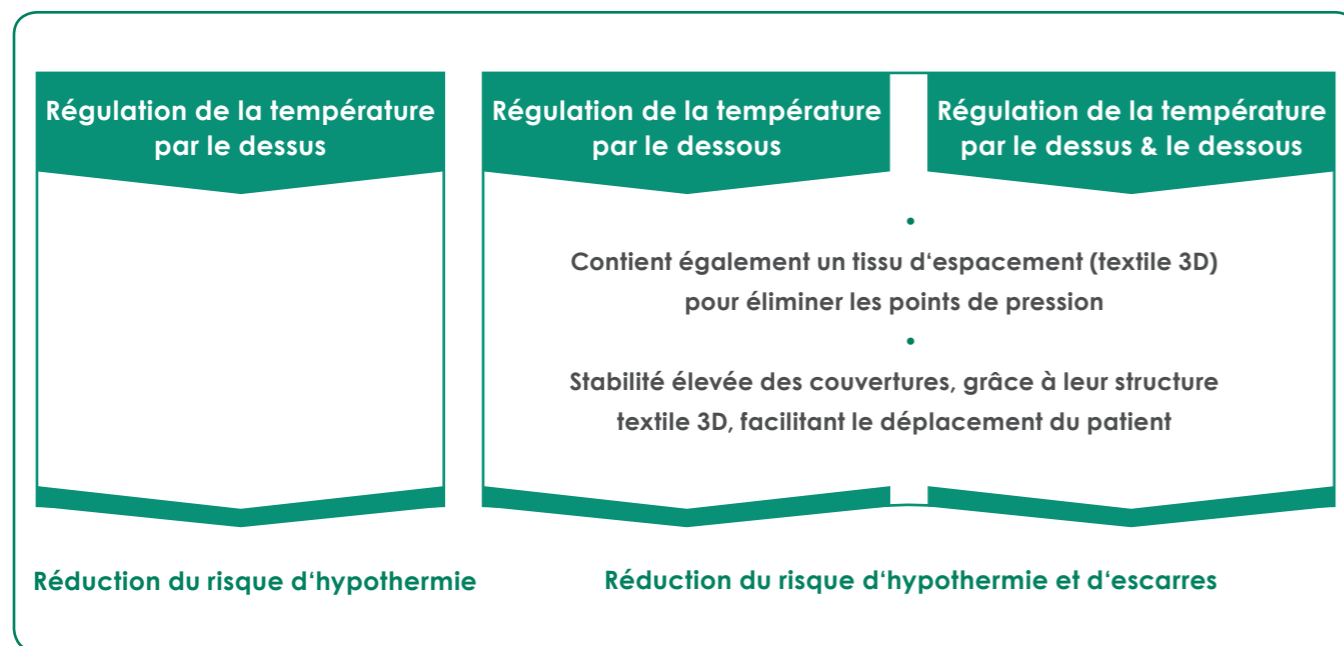 Régulation de la température
par le dessus
Régulation de la température
par le dessous
Régulation de la température
par le dessus & le dessous
•
Contient également un tissu d‘espacement (textile 3D)
pour éliminer les points de pression
•
Stabilité élevée des couvertures, grâce à leur structure
textile 3D, facilitant le déplacement du patient
Réduction du risque d‘hypothermie
Réduction du risque d‘hypothermie et d‘escarres